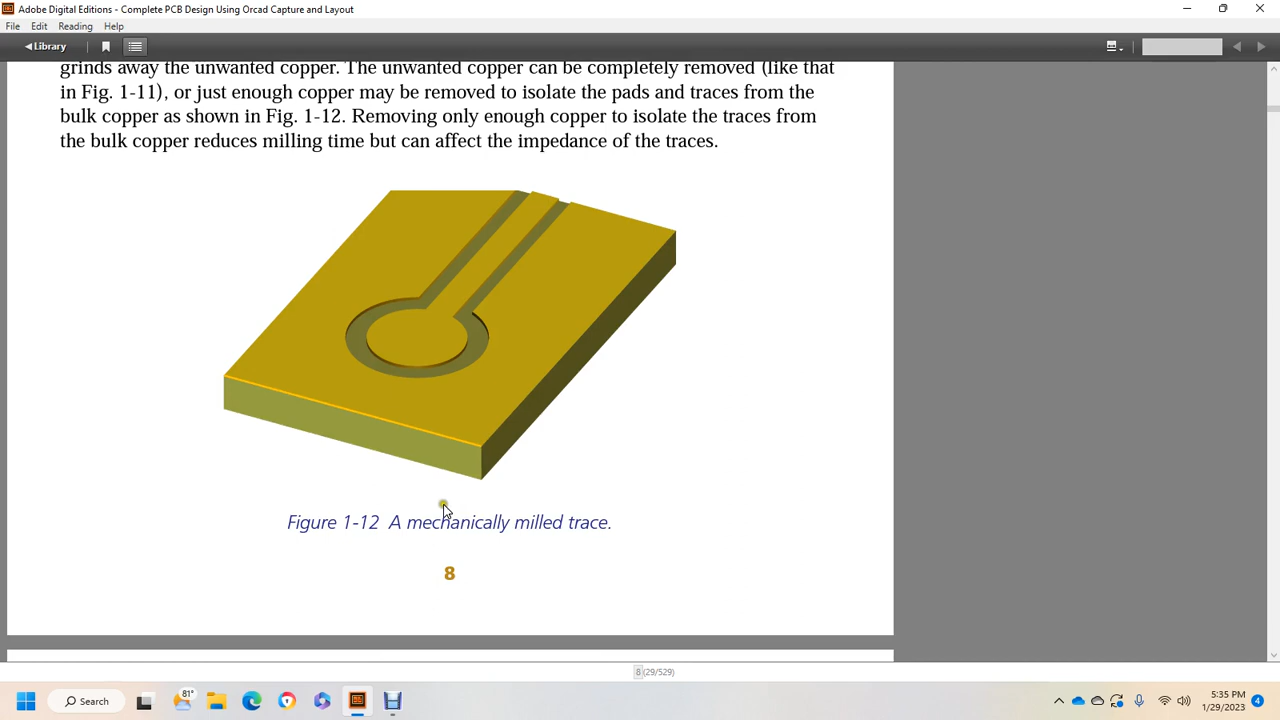 Adobe Digital Editions - Complete PCB Design Using Orcad Capture and Layout
File Edit Reading Help
Library
grinds away the unwanted copper. The unwanted copper can be completely removed (like that
in Fig. 1-11), or just enough copper may be removed to isolate the pads and traces from the
bulk copper as shown in Fig. 1-12. Removing only enough copper to isolate the traces from
the bulk copper reduces milling time but can affect the impedance of the traces.
Figure 1-12 A mechanically milled trace.
8
8 (29/529)
81°
Search
5:35 PM
1/29/2023
4